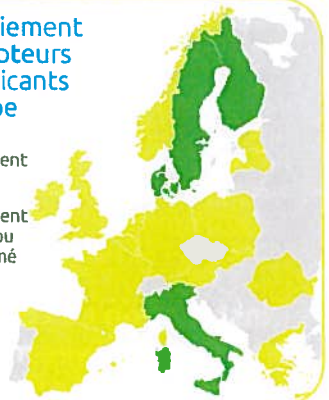 iement
oteurs
icants
pe
ent
ent
ou
né